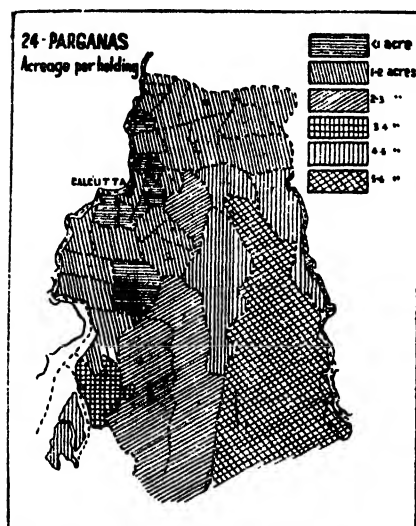 24-PARGANAS
Acreage per holding
CALCUTTA
<1 acre
1-2 acres
2-3 "
3-4 "
4-5 "
5-6 "